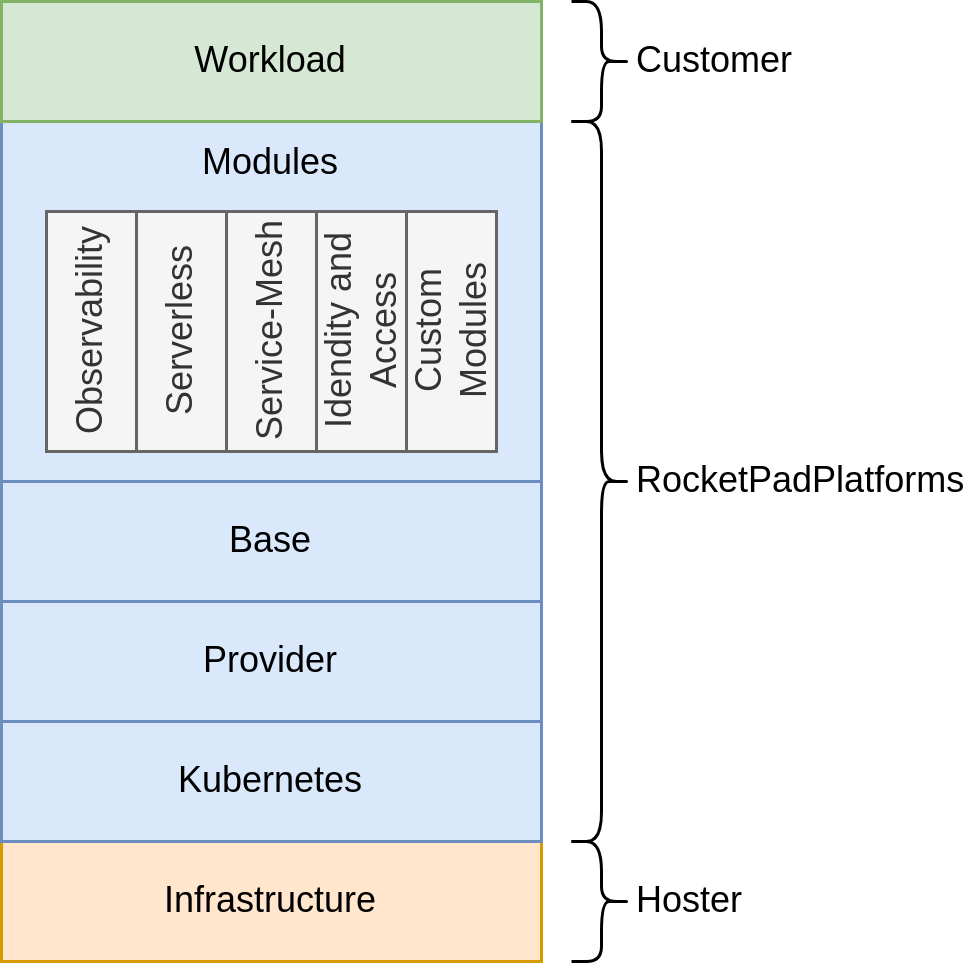 Workload
Customer
Modules
Observability
Serverless
Service-Mesh
Idendity and
Access
Custom
Modules
RocketPadPlatforms
Base
Provider
Kubernetes
Infrastructure
Hoster